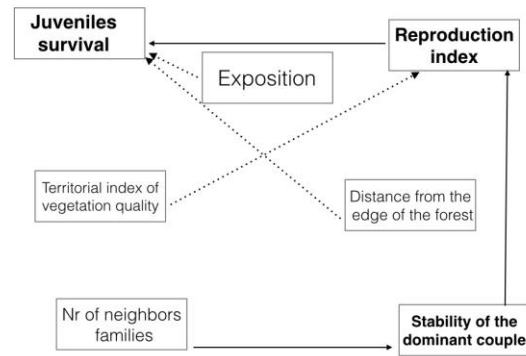 Juveniles
survival
Reproduction
index
Exposition
Territorial index of
vegetation quality
Distance from the
edge of the forest
Nr of neighbors
families
Stability of the
dominant couple